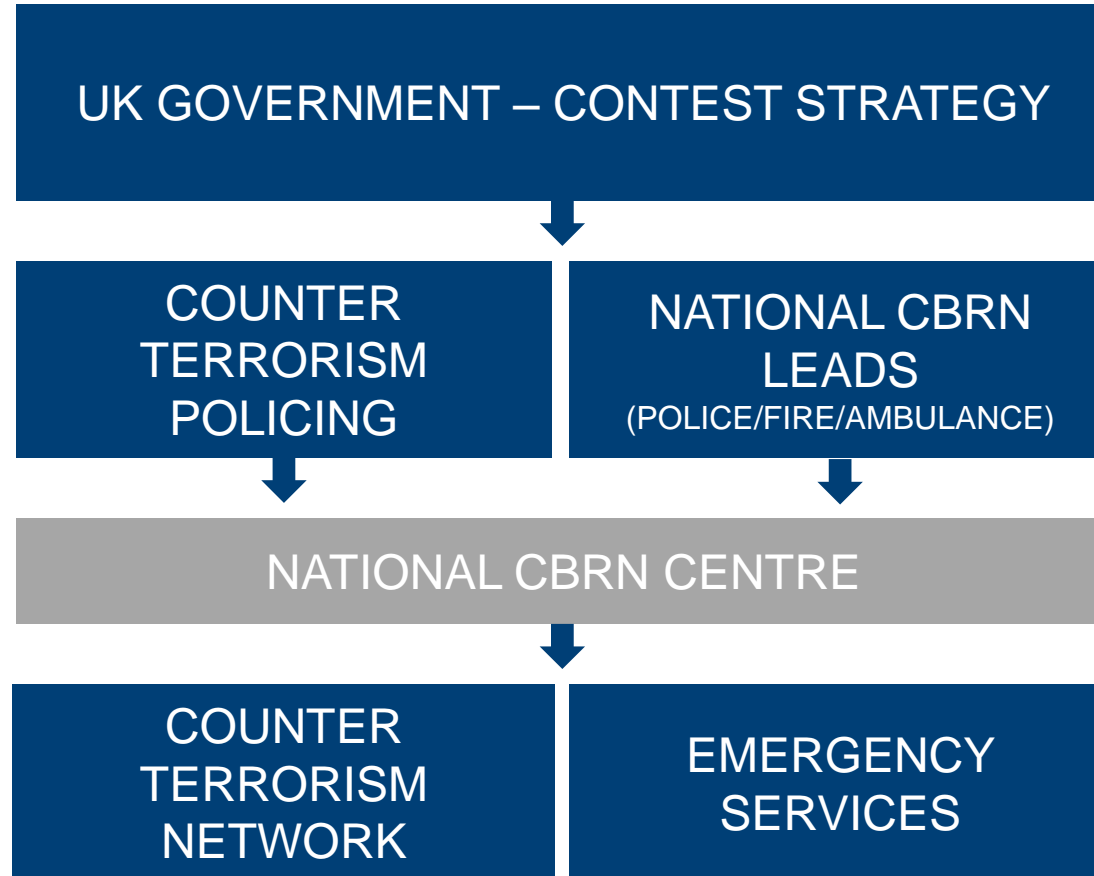 UK GOVERNMENT – CONTEST STRATEGY
COUNTER
TERRORISM
POLICING
NATIONAL CBRN
LEADS
(POLICE/FIRE/AMBULANCE)
NATIONAL CBRN CENTRE
COUNTER
TERRORISM
NETWORK
EMERGENCY
SERVICES